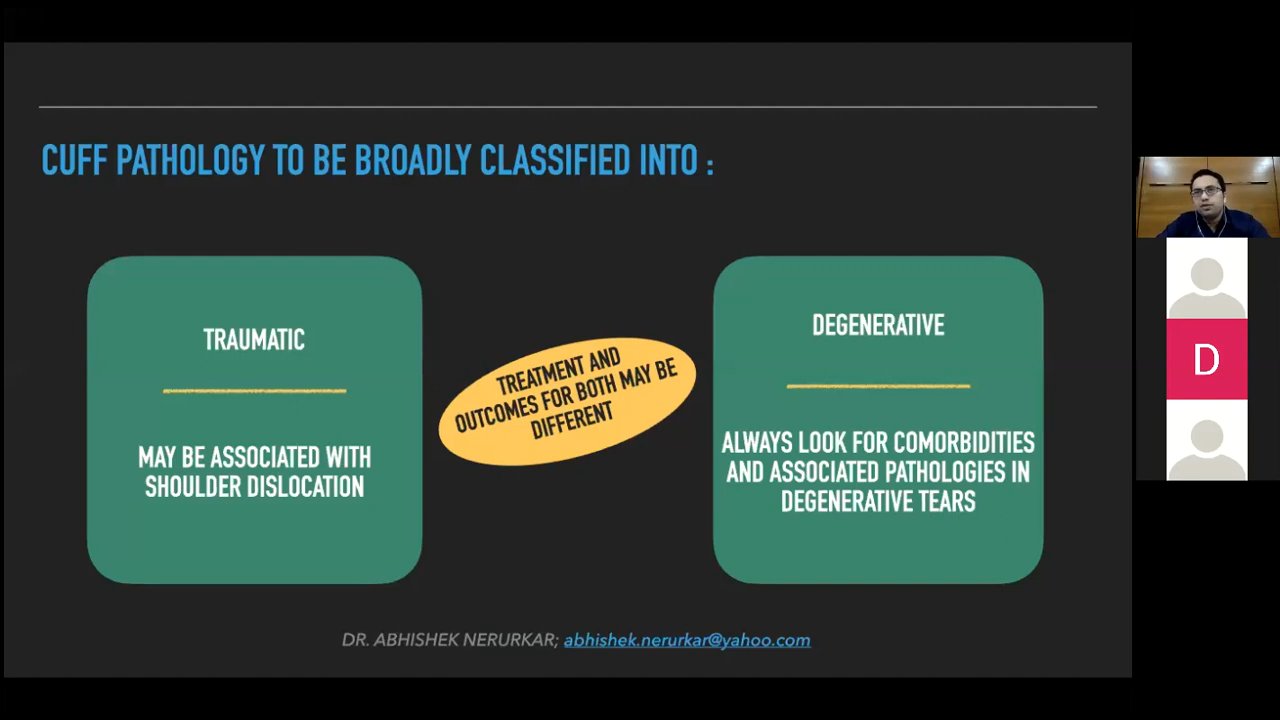 CUFF PATHOLOGY TO BE BROADLY CLASSIFIED INTO :
TRAUMATIC
MAY BE ASSOCIATED WITH
SHOULDER DISLOCATION
TREATMENT AND
OUTCOMES FOR BOTH MAY BE
DIFFERENT
DEGENERATIVE
ALWAYS LOOK FOR COMORBIDITIES
AND ASSOCIATED PATHOLOGIES IN
DEGENERATIVE TEARS
DR. ABHISHEK NERURKAR; abhishek.nerurkar@yahoo.com
D